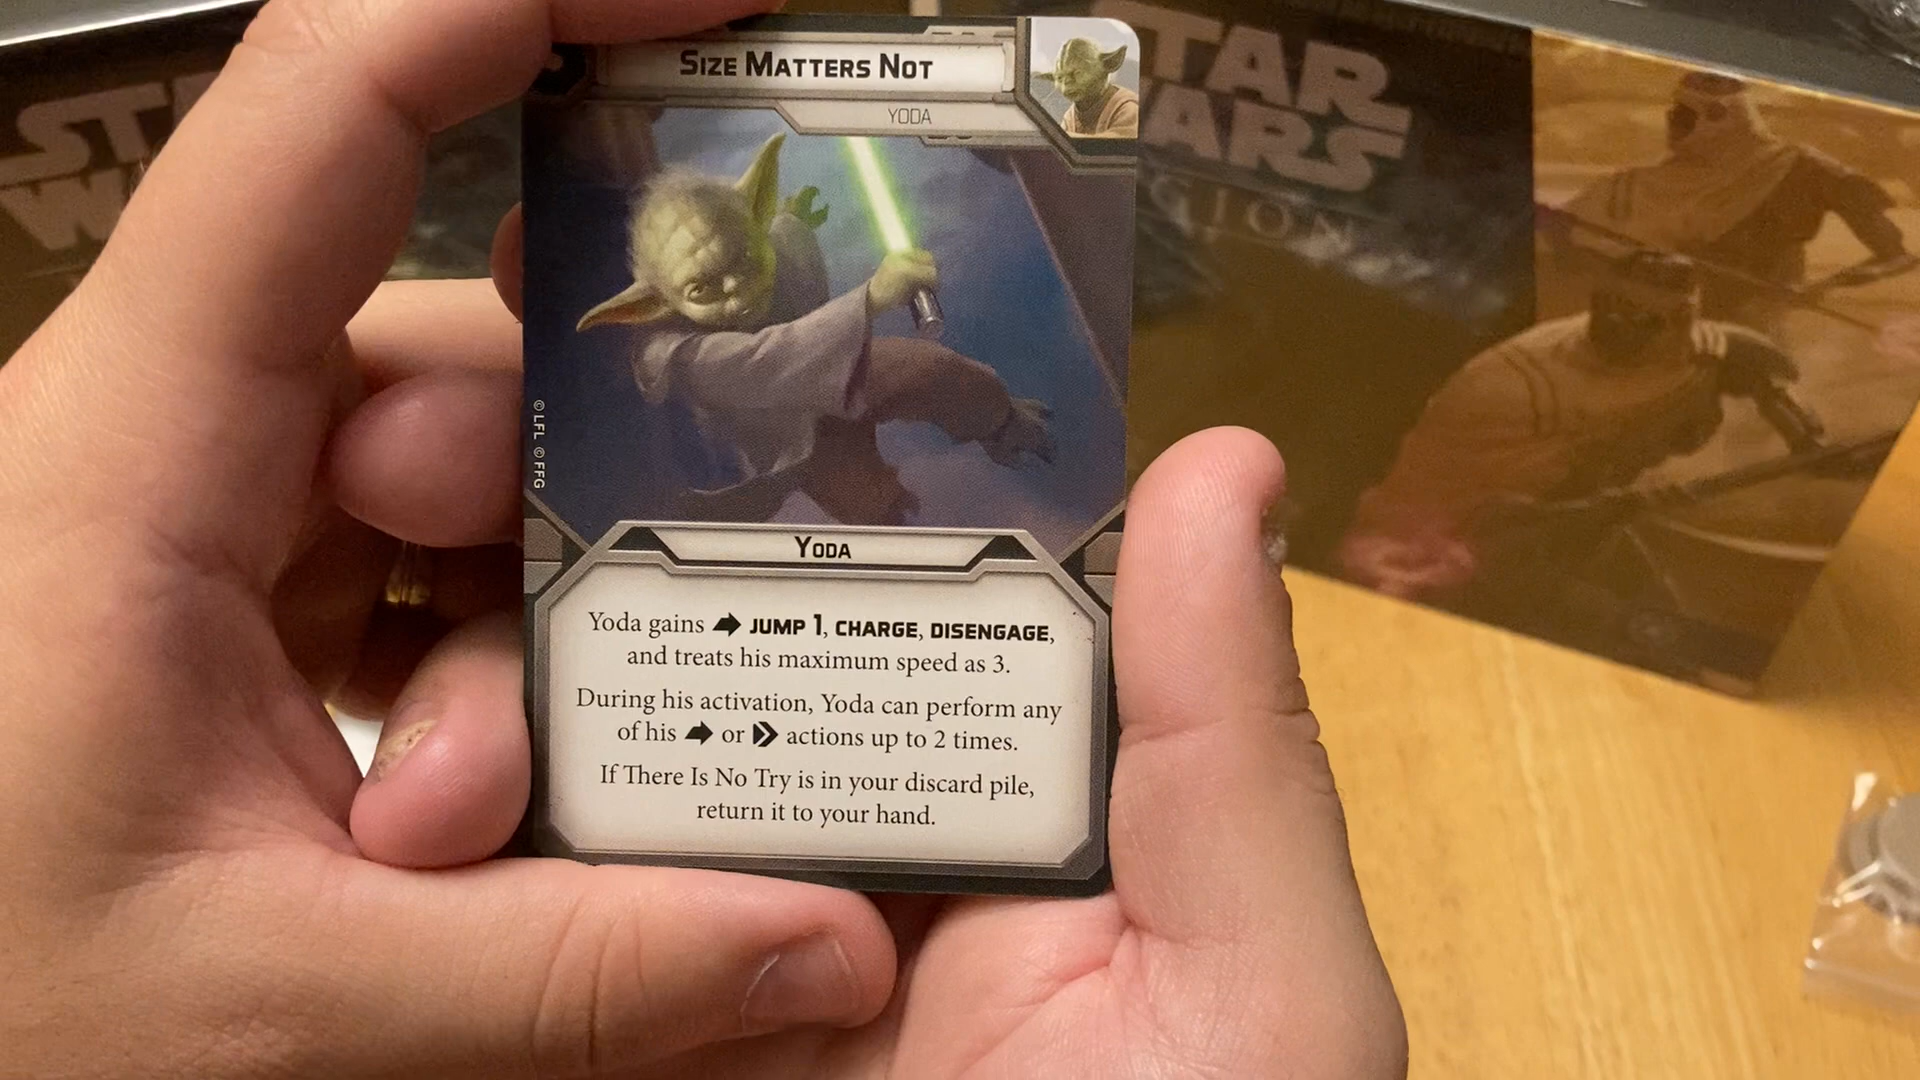 SIZE MATTERS NOT
YODA
© LFL © FFG
YODA
Yoda gains JUMP 1, CHARGE, DISENGAGE,
and treats his maximum speed as 3.
During his activation, Yoda can perform any
of his or actions up to 2 times.
If There Is No Try is in your discard pile,
return it to your hand.
ST
W
STAR
WARS
GION